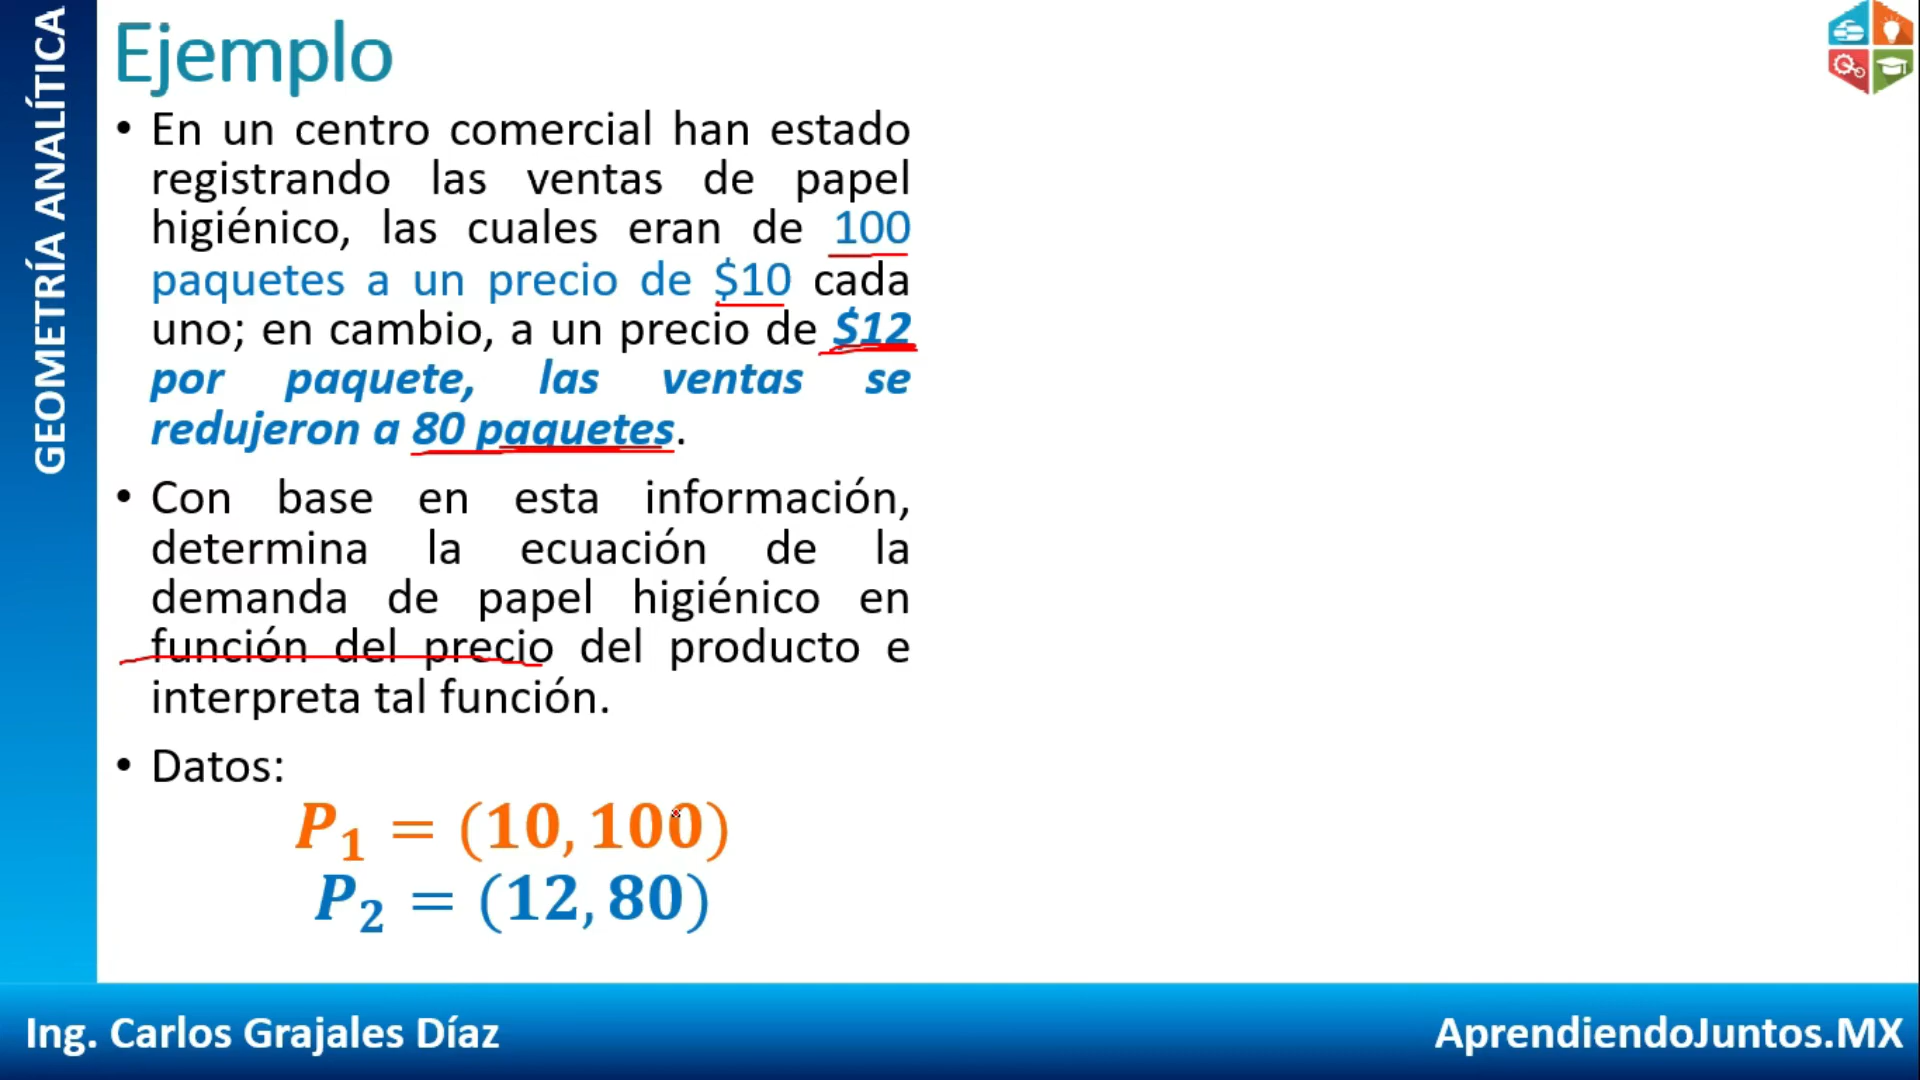 GEOMETRÍA ANALÍTICA
Ejemplo
• En un centro comercial han estado
registrando las ventas de papel
higiénico, las cuales eran de 100
paquetes a un precio de $10 cada
uno; en cambio, a un precio de $12
por paquete, las ventas se
redujeron a 80 paquetes.
• Con base en esta información,
determina la ecuación de la
demanda de papel higiénico en
función del precio del producto e
interpreta tal función.
• Datos:
P₁ = (10, 100)
P₂ = (12, 80)
Ing. Carlos Grajales Díaz
AprendiendoJuntos.MX